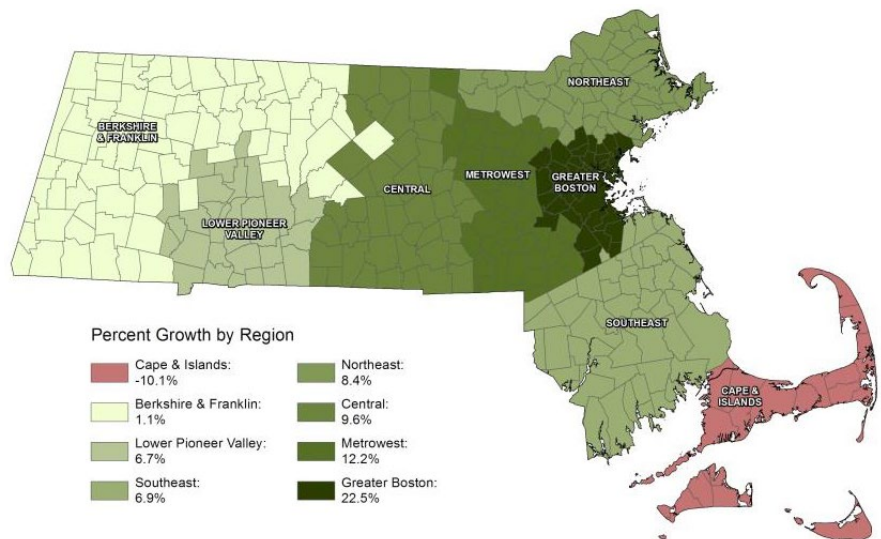 NORTHEAST
BERKSHIRE
& FRANKLIN
METROWEST
GREATER
BOSTON
CENTRAL
LOWER PIONEER
VALLEY
SOUTHEAST
CAPE &
ISLANDS
Percent Growth by Region
Cape & Islands:
-10.1%
Berkshire & Franklin:
1.1%
Lower Pioneer Valley:
6.7%
Southeast:
6.9%
Northeast:
8.4%
Central:
9.6%
Metrowest:
12.2%
Greater Boston:
22.5%